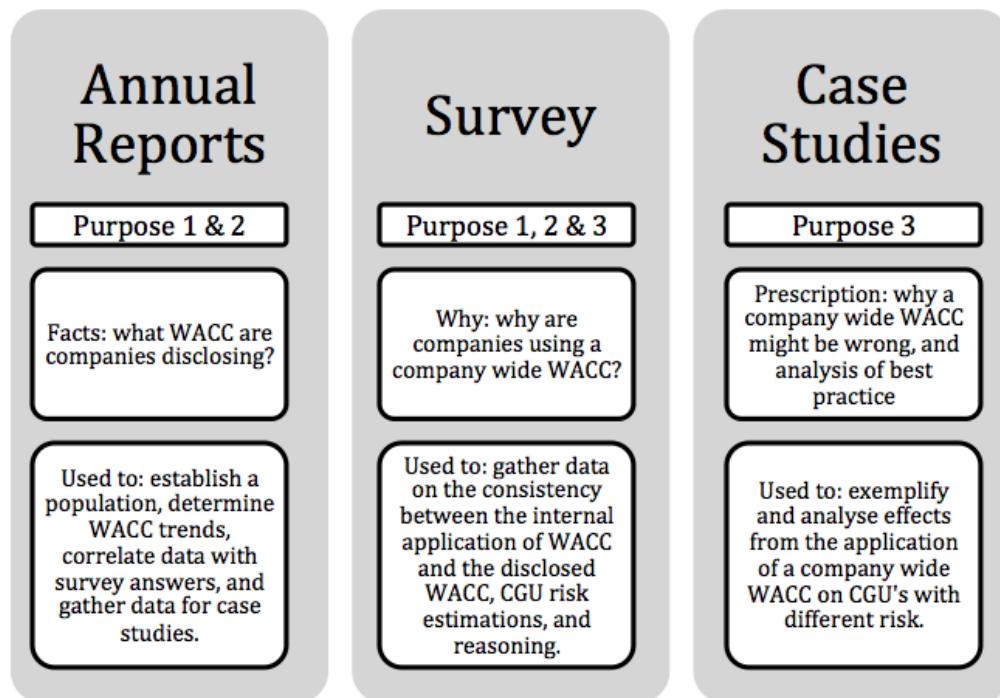 Annual
Reports
Purpose 1 & 2
Facts: what WACC are
companies disclosing?
Used to: establish a
population, determine
WACC trends,
correlate data with
survey answers, and
gather data for case
studies.
Survey
Purpose 1, 2 & 3
Why: why are
companies using a
company wide WACC?
Used to: gather data
on the consistency
between the internal
application of WACC
and the disclosed
WACC, CGU risk
estimations, and
reasoning.
Case
Studies
Purpose 3
Prescription: why a
company wide WACC
might be wrong, and
analysis of best
practice
Used to: exemplify
and analyse effects
from the application
of a company wide
WACC on CGU's with
different risk.